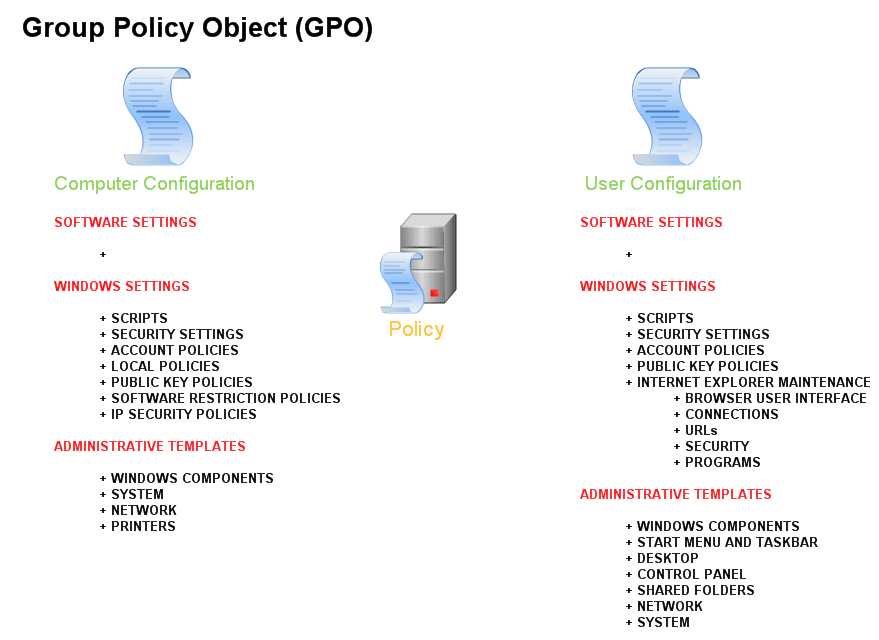 Group Policy Object (GPO)
Computer Configuration
SOFTWARE SETTINGS
+
WINDOWS SETTINGS
+ SCRIPTS
+ SECURITY SETTINGS
+ ACCOUNT POLICIES
+ LOCAL POLICIES
+ PUBLIC KEY POLICIES
+ SOFTWARE RESTRICTION POLICIES
+ IP SECURITY POLICIES
ADMINISTRATIVE TEMPLATES
+ WINDOWS COMPONENTS
+ SYSTEM
+ NETWORK
+ PRINTERS
Policy
User Configuration
SOFTWARE SETTINGS
+
WINDOWS SETTINGS
+ SCRIPTS
+ SECURITY SETTINGS
+ ACCOUNT POLICIES
+ PUBLIC KEY POLICIES
+ INTERNET EXPLORER MAINTENANCE
+ BROWSER USER INTERFACE
+ CONNECTIONS
+ URLs
+ SECURITY
+ PROGRAMS
ADMINISTRATIVE TEMPLATES
+ WINDOWS COMPONENTS
+ START MENU AND TASKBAR
+ DESKTOP
+ CONTROL PANEL
+ SHARED FOLDERS
+ NETWORK
+ SYSTEM